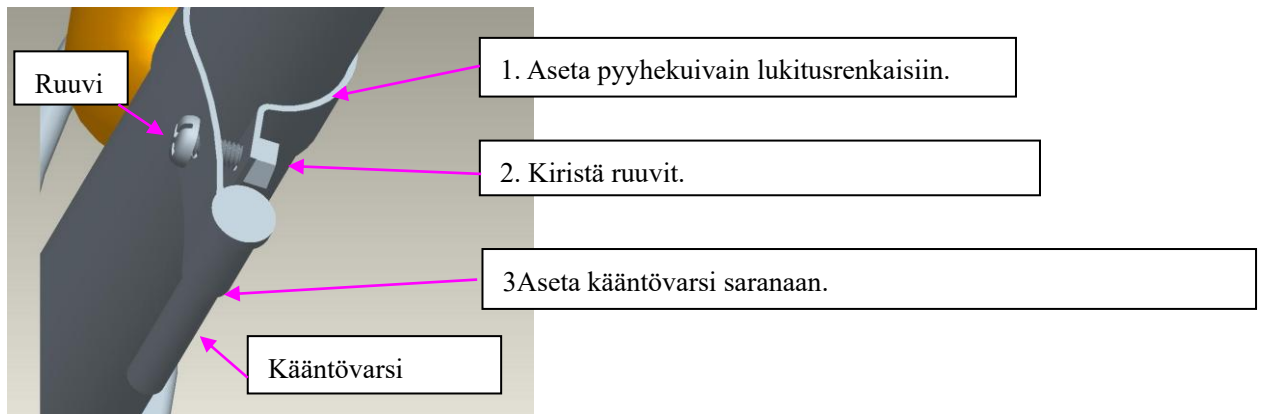 Ruuvi
1. Aseta pyyhekuivain lukitusrenkaisiin.
2. Kiristä ruuvit.
3Aseta kääntövarsi saranaan.
Kääntövarsi